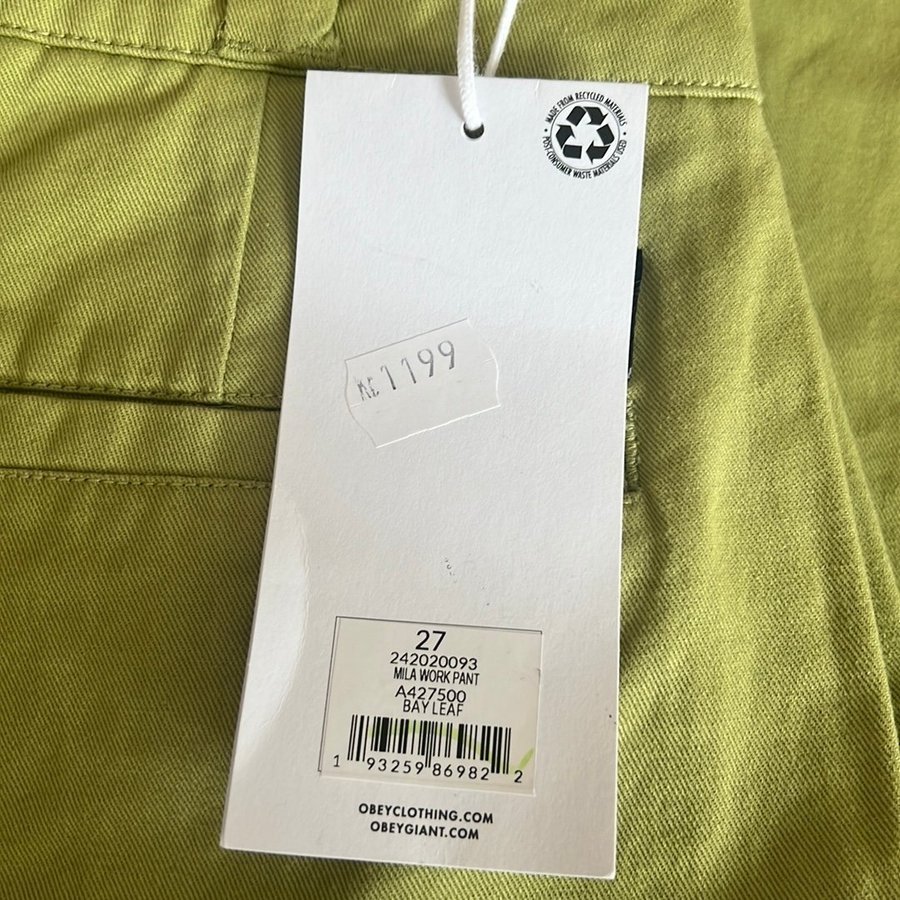 MADE FROM RECYCLED MATERIALS
POST-CONSUMER WASTE MATERIALS USED
1199
27
242020093
MILA WORK PANT
A427500
BAY LEAF
1 93259 86982 2
OBEYCLOTHING.COM
OBEYGIANT.COM